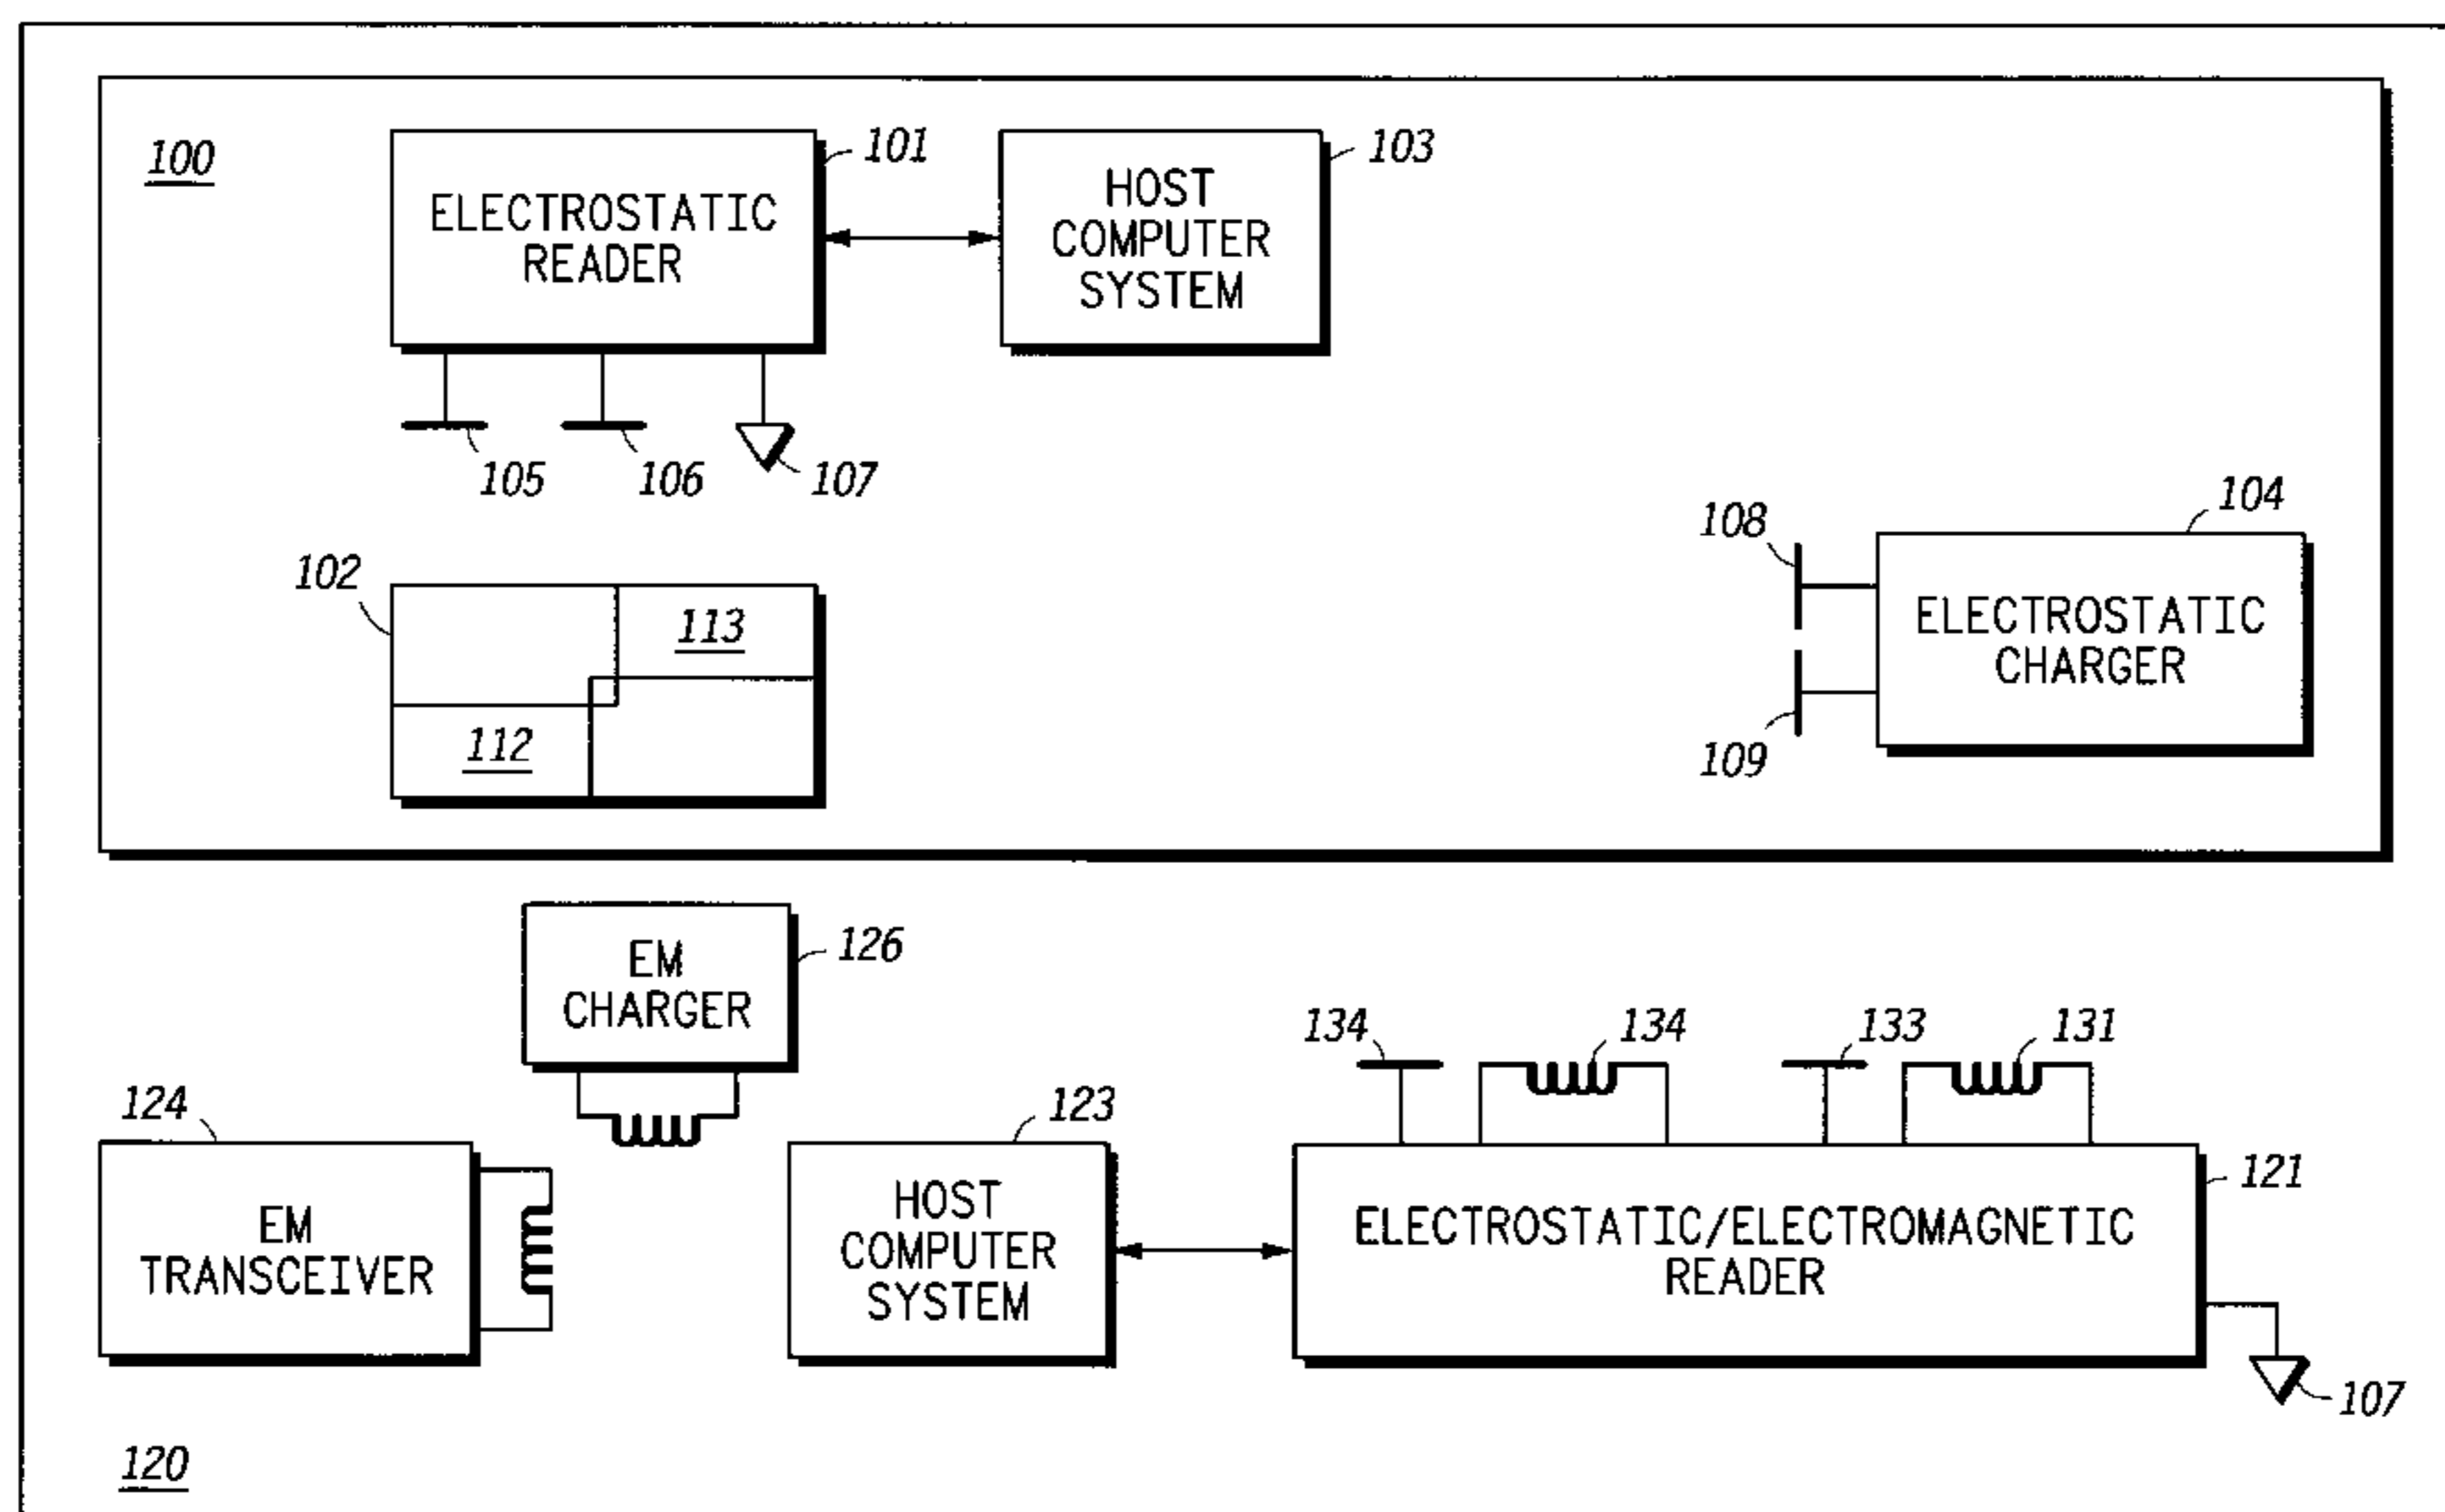 100
ELECTROSTATIC
READER
101
HOST
COMPUTER
SYSTEM
103
105
106
107
102
113
112
108
109
104
ELECTROSTATIC
CHARGER
EM
CHARGER
126
124
EM
TRANSCEIVER
123
HOST
COMPUTER
SYSTEM
134
134
133
131
121
ELECTROSTATIC/ELECTROMAGNETIC
READER
107
120